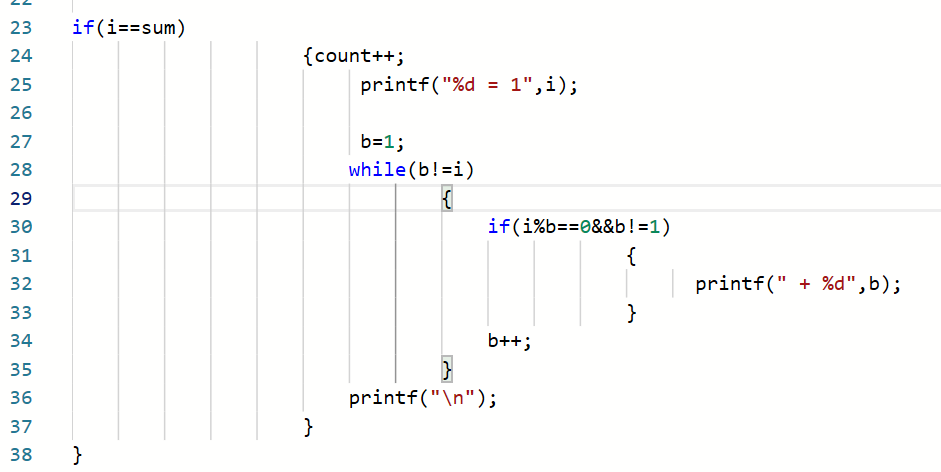 22
23 if(i==sum)
24 {count++;
25 printf("%d = 1",i);
26
27 b=1;
28 while(b!=i)
29 {
30 if(i%b==0&&b!=1)
31 {
32 printf(" + %d",b);
33 }
34 b++;
35 }
36 printf("\n");
37 }
38 }